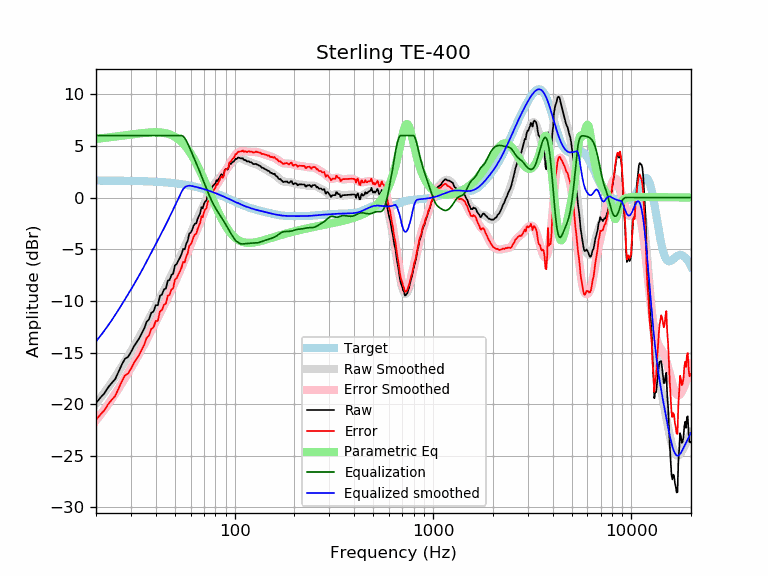 Sterling TE-400
Amplitude (dBr)
10
5
0
−5
−10
−15
−20
−25
−30
Target
Raw Smoothed
Error Smoothed
Raw
Error
Parametric Eq
Equalization
Equalized smoothed
100
1000
10000
Frequency (Hz)